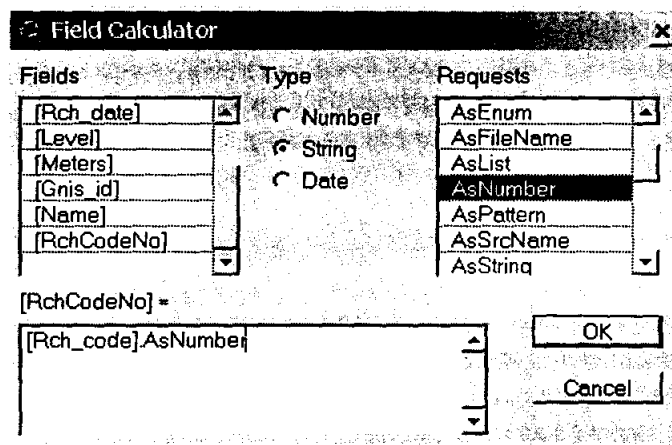 Field Calculator
Fields
Type
Requests
[Rch_date]
[Level]
[Meters]
[Gnis_id]
[Name]
[RchCodeNo]
Number
String
Date
AsEnum
AsFileName
AsList
AsNumber
AsPattern
AsSrcName
AsString
[RchCodeNo] =
[Rch_code].AsNumber
OK
Cancel